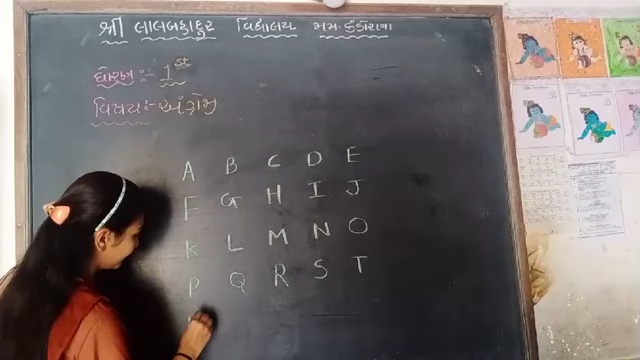 શ્રી લાલબહાદુર વિદ્યાલય
ધોરણ :- 1st
વિષય :- અંગ્રેજી
A B C D E
F G H I J
K L M N O
P Q R S T